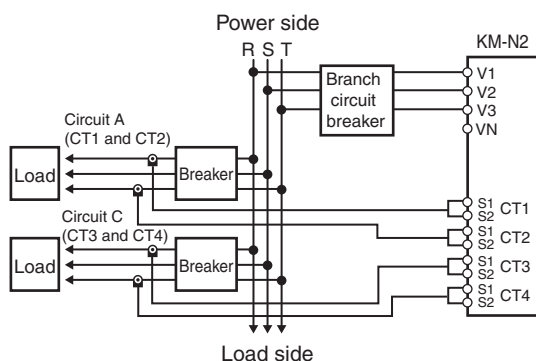 Power side
KM-N2
R S T
Branch
circuit
breaker
V1
V2
V3
VN
Circuit A
(CT1 and CT2)
Load
Breaker
S1
S2
CT1
S1
S2
CT2
Circuit C
(CT3 and CT4)
Load
Breaker
S1
S2
CT3
S1
S2
CT4
Load side